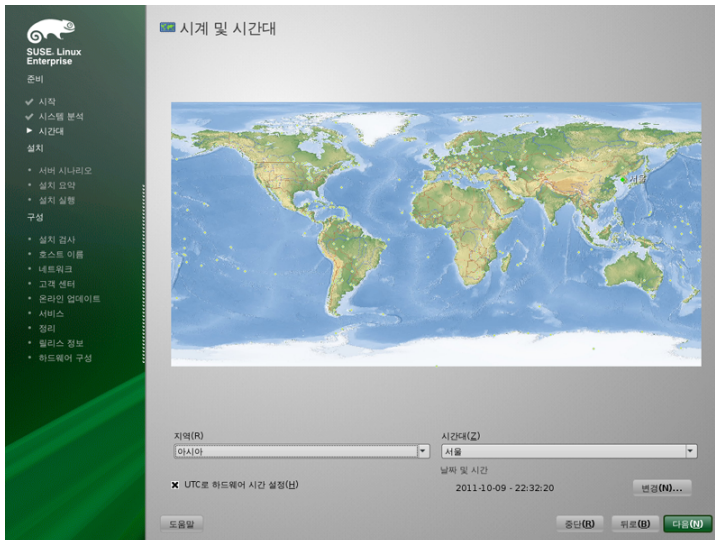 SUSE. Linux
Enterprise
준비
시작
시스템 분석
시간대
설치
서버 시나리오
설치 요약
설치 실행
구성
설치 검사
호스트 이름
네트워크
고객 센터
온라인 업데이트
서비스
정리
릴리스 정보
하드웨어 구성
시계 및 시간대
서울
지역(R)
아시아
시간대(Z)
서울
UTC로 하드웨어 시간 설정(H)
날짜 및 시간
2011-10-09 - 22:32:20
변경(N)...
도움말
중단(R)
뒤로(B)
다음(N)